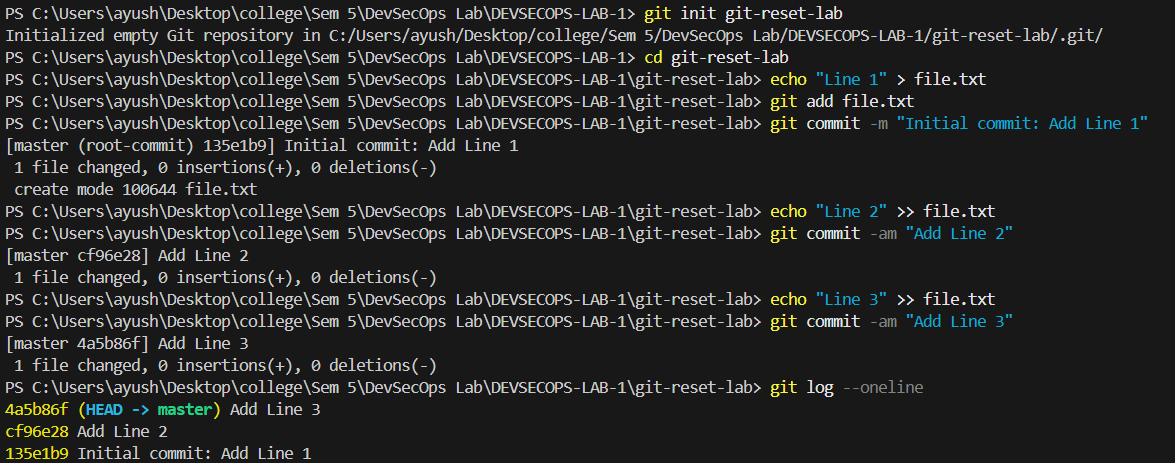 PS C:\Users\ayush\Desktop\college\Sem 5\DevSecOps Lab\DEVSECOPS-LAB-1> git init git-reset-lab
Initialized empty Git repository in C:/Users/ayush/Desktop/college/Sem 5/DevSecOps Lab/DEVSECOPS-LAB-1/git-reset-lab/.git/
PS C:\Users\ayush\Desktop\college\Sem 5\DevSecOps Lab\DEVSECOPS-LAB-1> cd git-reset-lab
PS C:\Users\ayush\Desktop\college\Sem 5\DevSecOps Lab\DEVSECOPS-LAB-1\git-reset-lab> echo "Line 1" > file.txt
PS C:\Users\ayush\Desktop\college\Sem 5\DevSecOps Lab\DEVSECOPS-LAB-1\git-reset-lab> git add file.txt
PS C:\Users\ayush\Desktop\college\Sem 5\DevSecOps Lab\DEVSECOPS-LAB-1\git-reset-lab> git commit -m "Initial commit: Add Line 1"
[master (root-commit) 135e1b9] Initial commit: Add Line 1
 1 file changed, 0 insertions(+), 0 deletions(-)
 create mode 100644 file.txt
PS C:\Users\ayush\Desktop\college\Sem 5\DevSecOps Lab\DEVSECOPS-LAB-1\git-reset-lab> echo "Line 2" >> file.txt
PS C:\Users\ayush\Desktop\college\Sem 5\DevSecOps Lab\DEVSECOPS-LAB-1\git-reset-lab> git commit -am "Add Line 2"
[master cf96e28] Add Line 2
 1 file changed, 0 insertions(+), 0 deletions(-)
PS C:\Users\ayush\Desktop\college\Sem 5\DevSecOps Lab\DEVSECOPS-LAB-1\git-reset-lab> echo "Line 3" >> file.txt
PS C:\Users\ayush\Desktop\college\Sem 5\DevSecOps Lab\DEVSECOPS-LAB-1\git-reset-lab> git commit -am "Add Line 3"
[master 4a5b86f] Add Line 3
 1 file changed, 0 insertions(+), 0 deletions(-)
PS C:\Users\ayush\Desktop\college\Sem 5\DevSecOps Lab\DEVSECOPS-LAB-1\git-reset-lab> git log --oneline
4a5b86f (HEAD -> master) Add Line 3
cf96e28 Add Line 2
135e1b9 Initial commit: Add Line 1